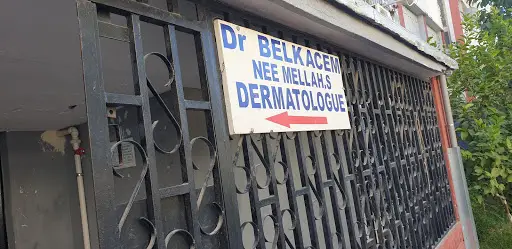 Dr BELKACEM
NEE MELLAH.S
DERMATOLOGUE